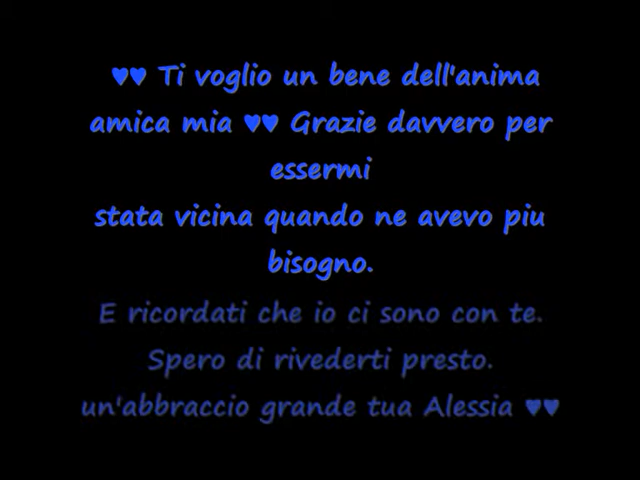 ♥♥ Ti voglio un bene dell'anima
amica mia ♥♥ Grazie davvero per
essermi
stata vicina quando ne avevo piu
bisogno.
E ricordati che io ci sono con te.
Spero di rivederti presto.
un'abbraccio grande tua Alessia ♥♥